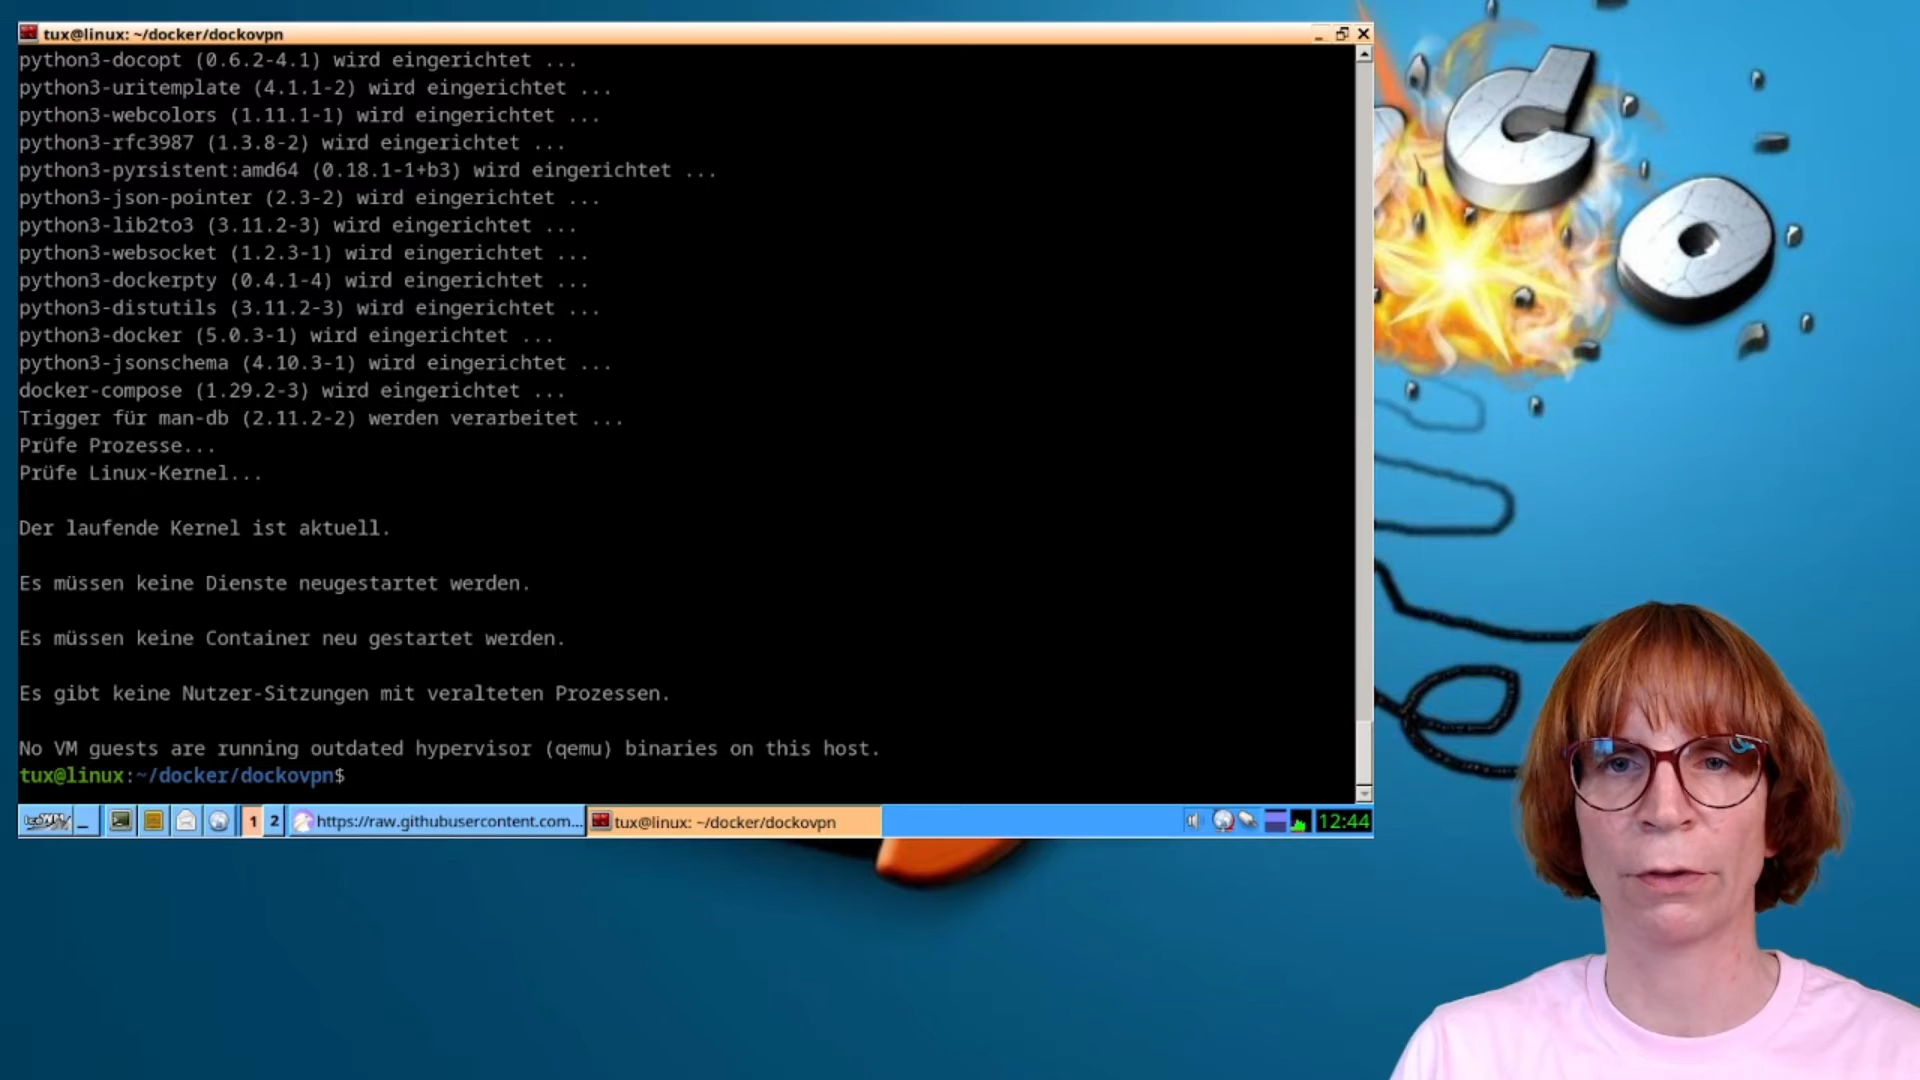 tux@linux: ~/docker/dockovpn
python3-docopt (0.6.2-4.1) wird eingerichtet ...
python3-uritemplate (4.1.1-2) wird eingerichtet ...
python3-webcolors (1.11.1-1) wird eingerichtet ...
python3-rfc3987 (1.3.8-2) wird eingerichtet ...
python3-pyrsistent:amd64 (0.18.1-1+b3) wird eingerichtet ...
python3-json-pointer (2.3-2) wird eingerichtet ...
python3-lib2to3 (3.11.2-3) wird eingerichtet ...
python3-websocket (1.2.3-1) wird eingerichtet ...
python3-dockerpty (0.4.1-4) wird eingerichtet ...
python3-distutils (3.11.2-3) wird eingerichtet ...
python3-docker (5.0.3-1) wird eingerichtet ...
python3-jsonschema (4.10.3-1) wird eingerichtet ...
docker-compose (1.29.2-3) wird eingerichtet ...
Trigger für man-db (2.11.2-2) werden verarbeitet ...
Prüfe Prozesse...
Prüfe Linux-Kernel...
Der laufende Kernel ist aktuell.
Es müssen keine Dienste neugestartet werden.
Es müssen keine Container neu gestartet werden.
Es gibt keine Nutzer-Sitzungen mit veralteten Prozessen.
No VM guests are running outdated hypervisor (qemu) binaries on this host.
tux@linux:~/docker/dockovpn$
1 2 https://raw.githubusercontent.com... tux@linux: ~/docker/dockovpn 12:44